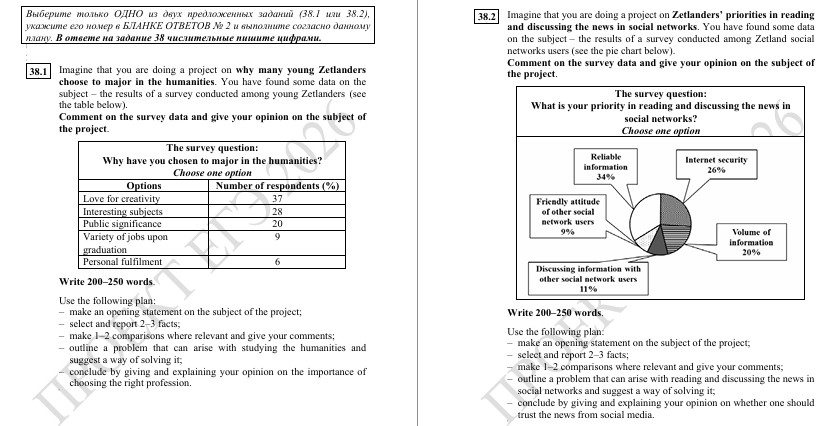 Выберите только ОДНО из двух предложенных заданий (38.1 или 38.2),
укажите его номер в БЛАНКЕ ОТВЕТОВ № 2 и выполните согласно данному
плану. В ответе на задание 38 числительные пишите цифрами.
38.1
Imagine that you are doing a project on why many young Zetlanders
choose to major in the humanities. You have found some data on the
subject – the results of a survey conducted among young Zetlanders (see
the table below).
Comment on the survey data and give your opinion on the subject of
the project.
The survey question:
Why have you chosen to major in the humanities?
Choose one option
Options Number of respondents (%)
Love for creativity 37
Interesting subjects 28
Public significance 20
Variety of jobs upon
graduation 9
Personal fulfilment 6
Write 200–250 words.
Use the following plan:
– make an opening statement on the subject of the project;
– select and report 2–3 facts;
– make 1–2 comparisons where relevant and give your comments;
– outline a problem that can arise with studying the humanities and
suggest a way of solving it;
– conclude by giving and explaining your opinion on the importance of
choosing the right profession.
ПРОЕКТ ЕГЭ 2026
38.2
Imagine that you are doing a project on Zetlanders' priorities in reading
and discussing the news in social networks. You have found some data
on the subject – the results of a survey conducted among Zetland social
networks users (see the pie chart below).
Comment on the survey data and give your opinion on the subject of
the project.
The survey question:
What is your priority in reading and discussing the news in
social networks?
Choose one option
Reliable
information
34%
Internet security
26%
Friendly attitude
of other social
network users
9%
Volume of
information
20%
Discussing information with
other social network users
11%
Write 200–250 words.
Use the following plan:
– make an opening statement on the subject of the project;
– select and report 2–3 facts;
– make 1–2 comparisons where relevant and give your comments;
– outline a problem that can arise with reading and discussing the news in
social networks and suggest a way of solving it;
– conclude by giving and explaining your opinion on whether one should
trust the news from social media.